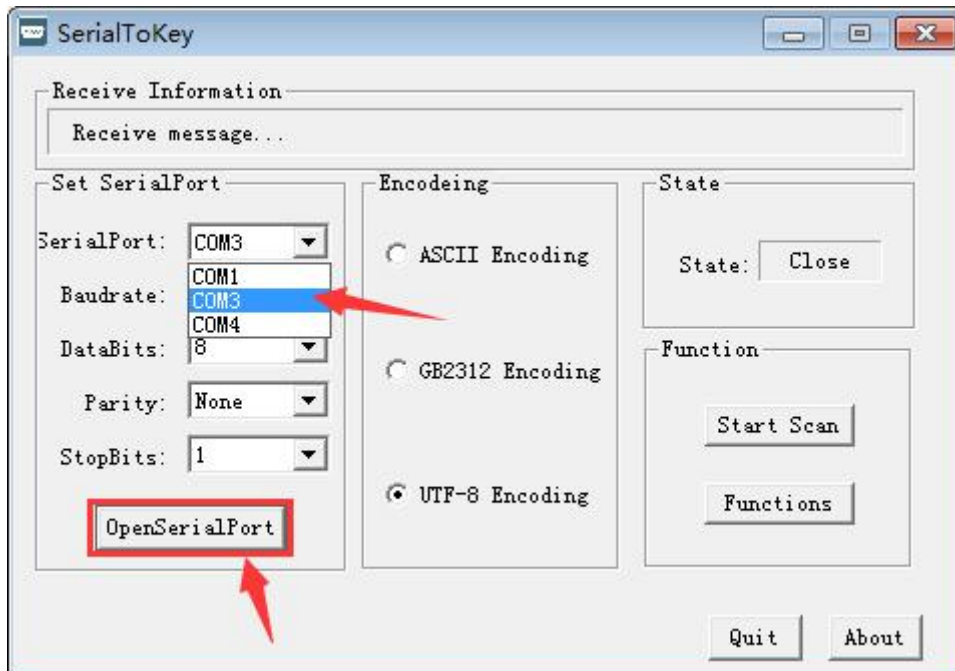 SerialToKey
Receive Information
Receive message...
Set SerialPort
SerialPort: COM3
COM1
COM3
COM4
Baudrate:
DataBits: 8
Parity: None
StopBits: 1
OpenSerialPort
Encodeing
ASCII Encoding
GB2312 Encoding
UTF-8 Encoding
State
State: Close
Function
Start Scan
Functions
Quit
About